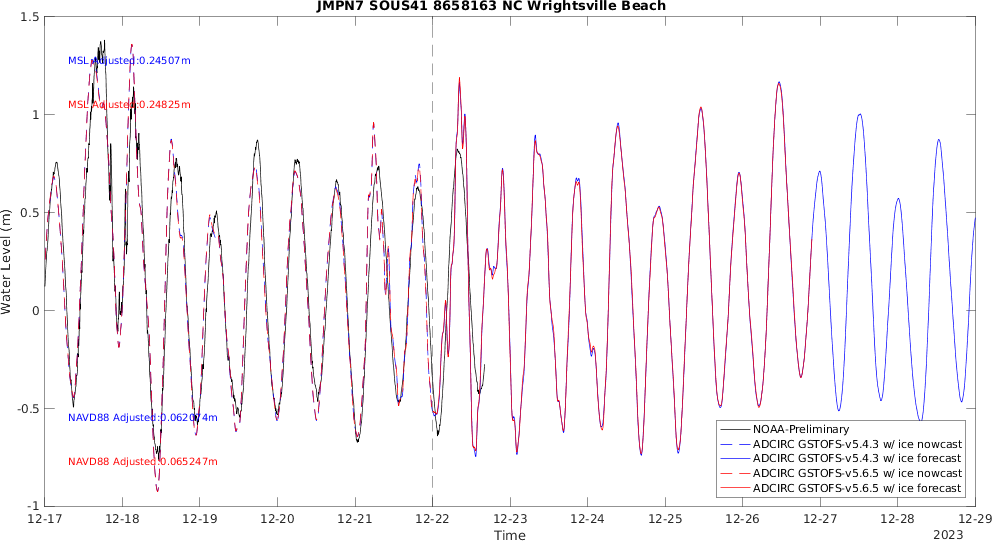 JMPN7 SOUS41 8658163 NC Wrightsville Beach
1.5
1
0.5
0
-0.5
-1
Water Level (m)
MSL Adjusted:0.24507m
MSL Adjusted:0.24825m
NAVD88 Adjusted:0.062074m
NAVD88 Adjusted:0.065247m
NOAA-Preliminary
ADCIRC GSTOFS-v5.4.3 w/ ice nowcast
ADCIRC GSTOFS-v5.4.3 w/ ice forecast
ADCIRC GSTOFS-v5.6.5 w/ ice nowcast
ADCIRC GSTOFS-v5.6.5 w/ ice forecast
12-17 12-18 12-19 12-20 12-21 12-22 12-23 12-24 12-25 12-26 12-27 12-28 12-29
Time
2023